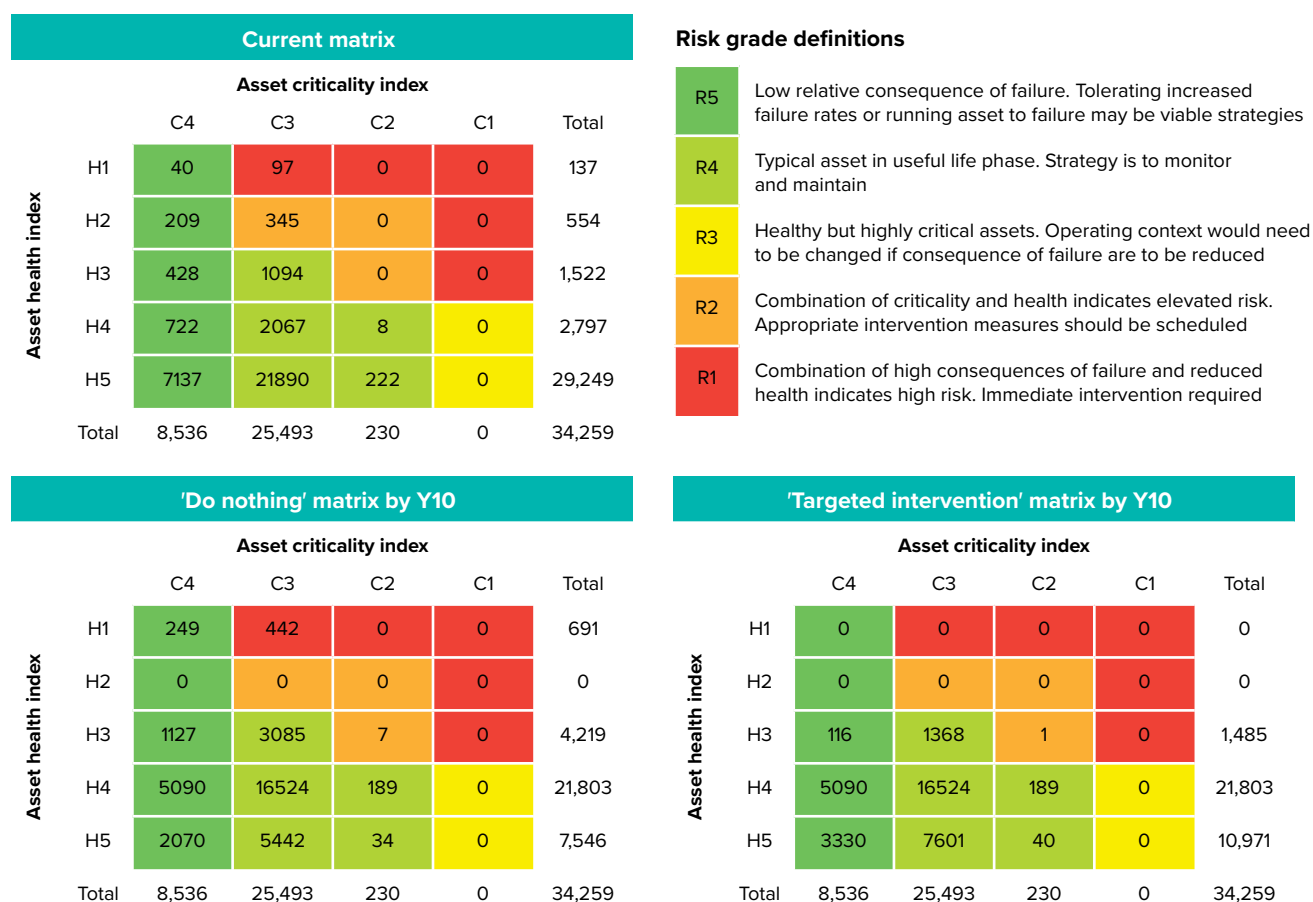 Current matrix
Asset criticality index
Asset health index
C4 C3 C2 C1 Total
H1 40 97 0 0 137
H2 209 345 0 0 554
H3 428 1094 0 0 1,522
H4 722 2067 8 0 2,797
H5 7137 21890 222 0 29,249
Total 8,536 25,493 230 0 34,259
Risk grade definitions
R5 Low relative consequence of failure. Tolerating increased
failure rates or running asset to failure may be viable strategies
R4 Typical asset in useful life phase. Strategy is to monitor
and maintain
R3 Healthy but highly critical assets. Operating context would need
to be changed if consequence of failure are to be reduced
R2 Combination of criticality and health indicates elevated risk.
Appropriate intervention measures should be scheduled
R1 Combination of high consequences of failure and reduced
health indicates high risk. Immediate intervention required
'Do nothing' matrix by Y10
Asset criticality index
Asset health index
C4 C3 C2 C1 Total
H1 249 442 0 0 691
H2 0 0 0 0 0
H3 1127 3085 7 0 4,219
H4 5090 16524 189 0 21,803
H5 2070 5442 34 0 7,546
Total 8,536 25,493 230 0 34,259
'Targeted intervention' matrix by Y10
Asset criticality index
Asset health index
C4 C3 C2 C1 Total
H1 0 0 0 0 0
H2 0 0 0 0 0
H3 116 1368 1 0 1,485
H4 5090 16524 189 0 21,803
H5 3330 7601 40 0 10,971
Total 8,536 25,493 230 0 34,259